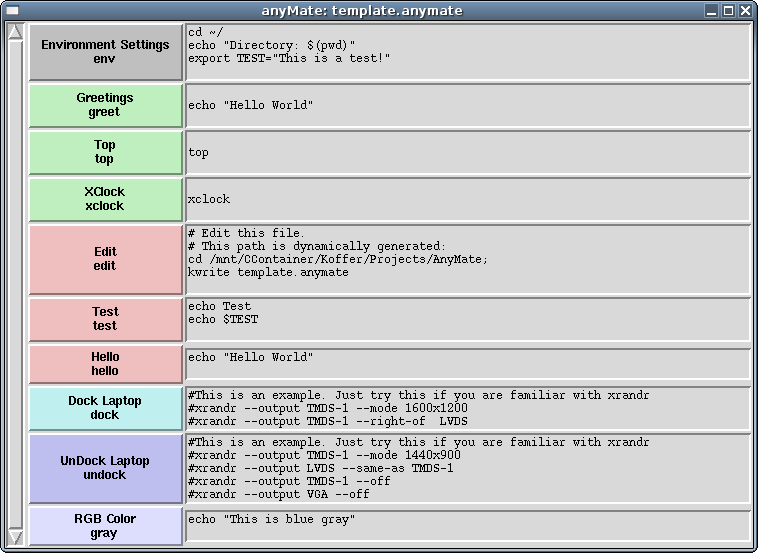 anyMate: template.anymate
Environment Settings
env
cd ~/
echo "Directory: $(pwd)"
export TEST="This is a test!"
Greetings
greet
echo "Hello World"
Top
top
top
XClock
xclock
xclock
Edit
edit
# Edit this file.
# This path is dynamically generated:
cd /mnt/CContainer/Koffer/Projects/AnyMate;
kwrite template.anymate
Test
test
echo Test
echo $TEST
Hello
hello
echo "Hello World"
Dock Laptop
dock
#This is an example. Just try this if you are familiar with xrandr
#xrandr --output TMDS-1 --mode 1600x1200
#xrandr --output TMDS-1 --right-of  LVDS
UnDock Laptop
undock
#This is an example. Just try this if you are familiar with xrandr
#xrandr --output TMDS-1 --mode 1440x900
#xrandr --output LVDS --same-as TMDS-1
#xrandr --output TMDS-1 --off
#xrandr --output VGA --off
RGB Color
gray
echo "This is blue gray"